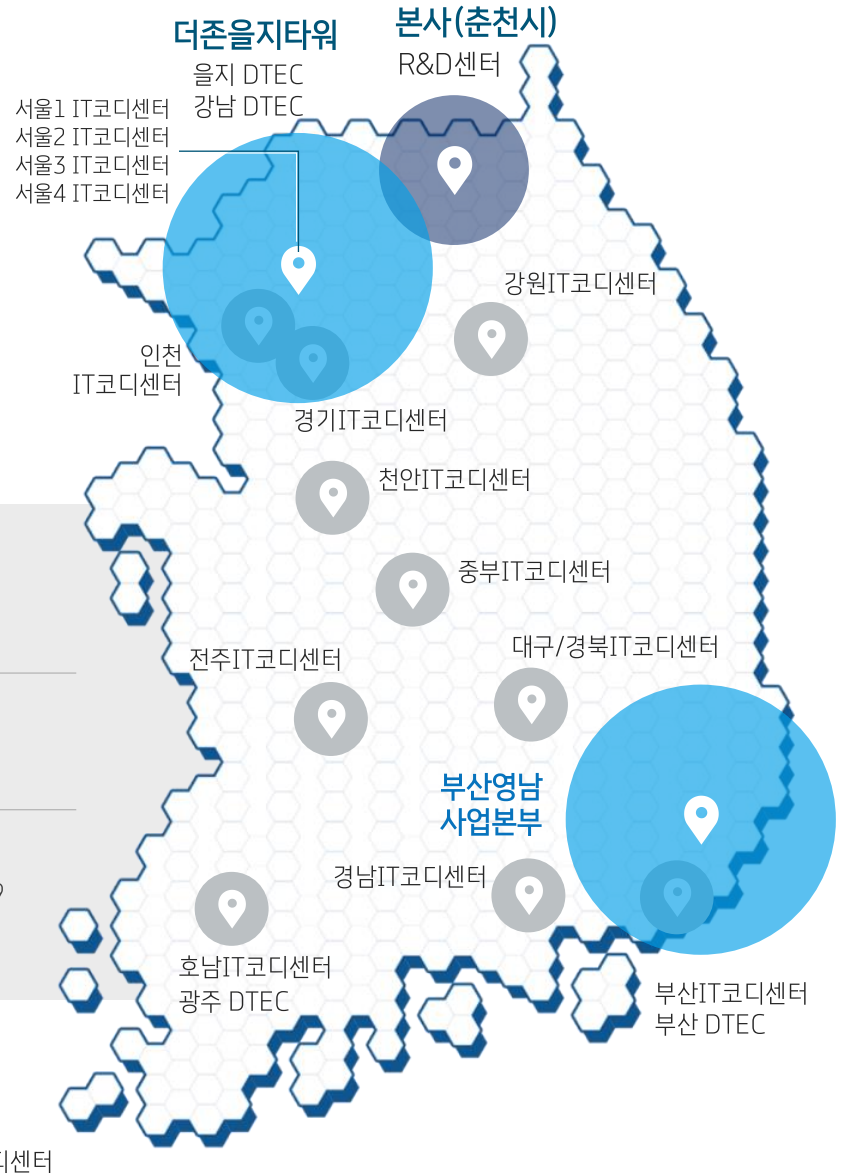 더존을지타워
을지 DTEC
강남 DTEC
본사(춘천시)
R&D센터
서울1 IT코디센터
서울2 IT코디센터
서울3 IT코디센터
서울4 IT코디센터
강원IT코디센터
인천
IT코디센터
경기IT코디센터
천안IT코디센터
중부IT코디센터
전주IT코디센터
대구/경북IT코디센터
부산영남
사업본부
경남IT코디센터
호남IT코디센터
광주 DTEC
부산IT코디센터
부산 DTEC
디센터